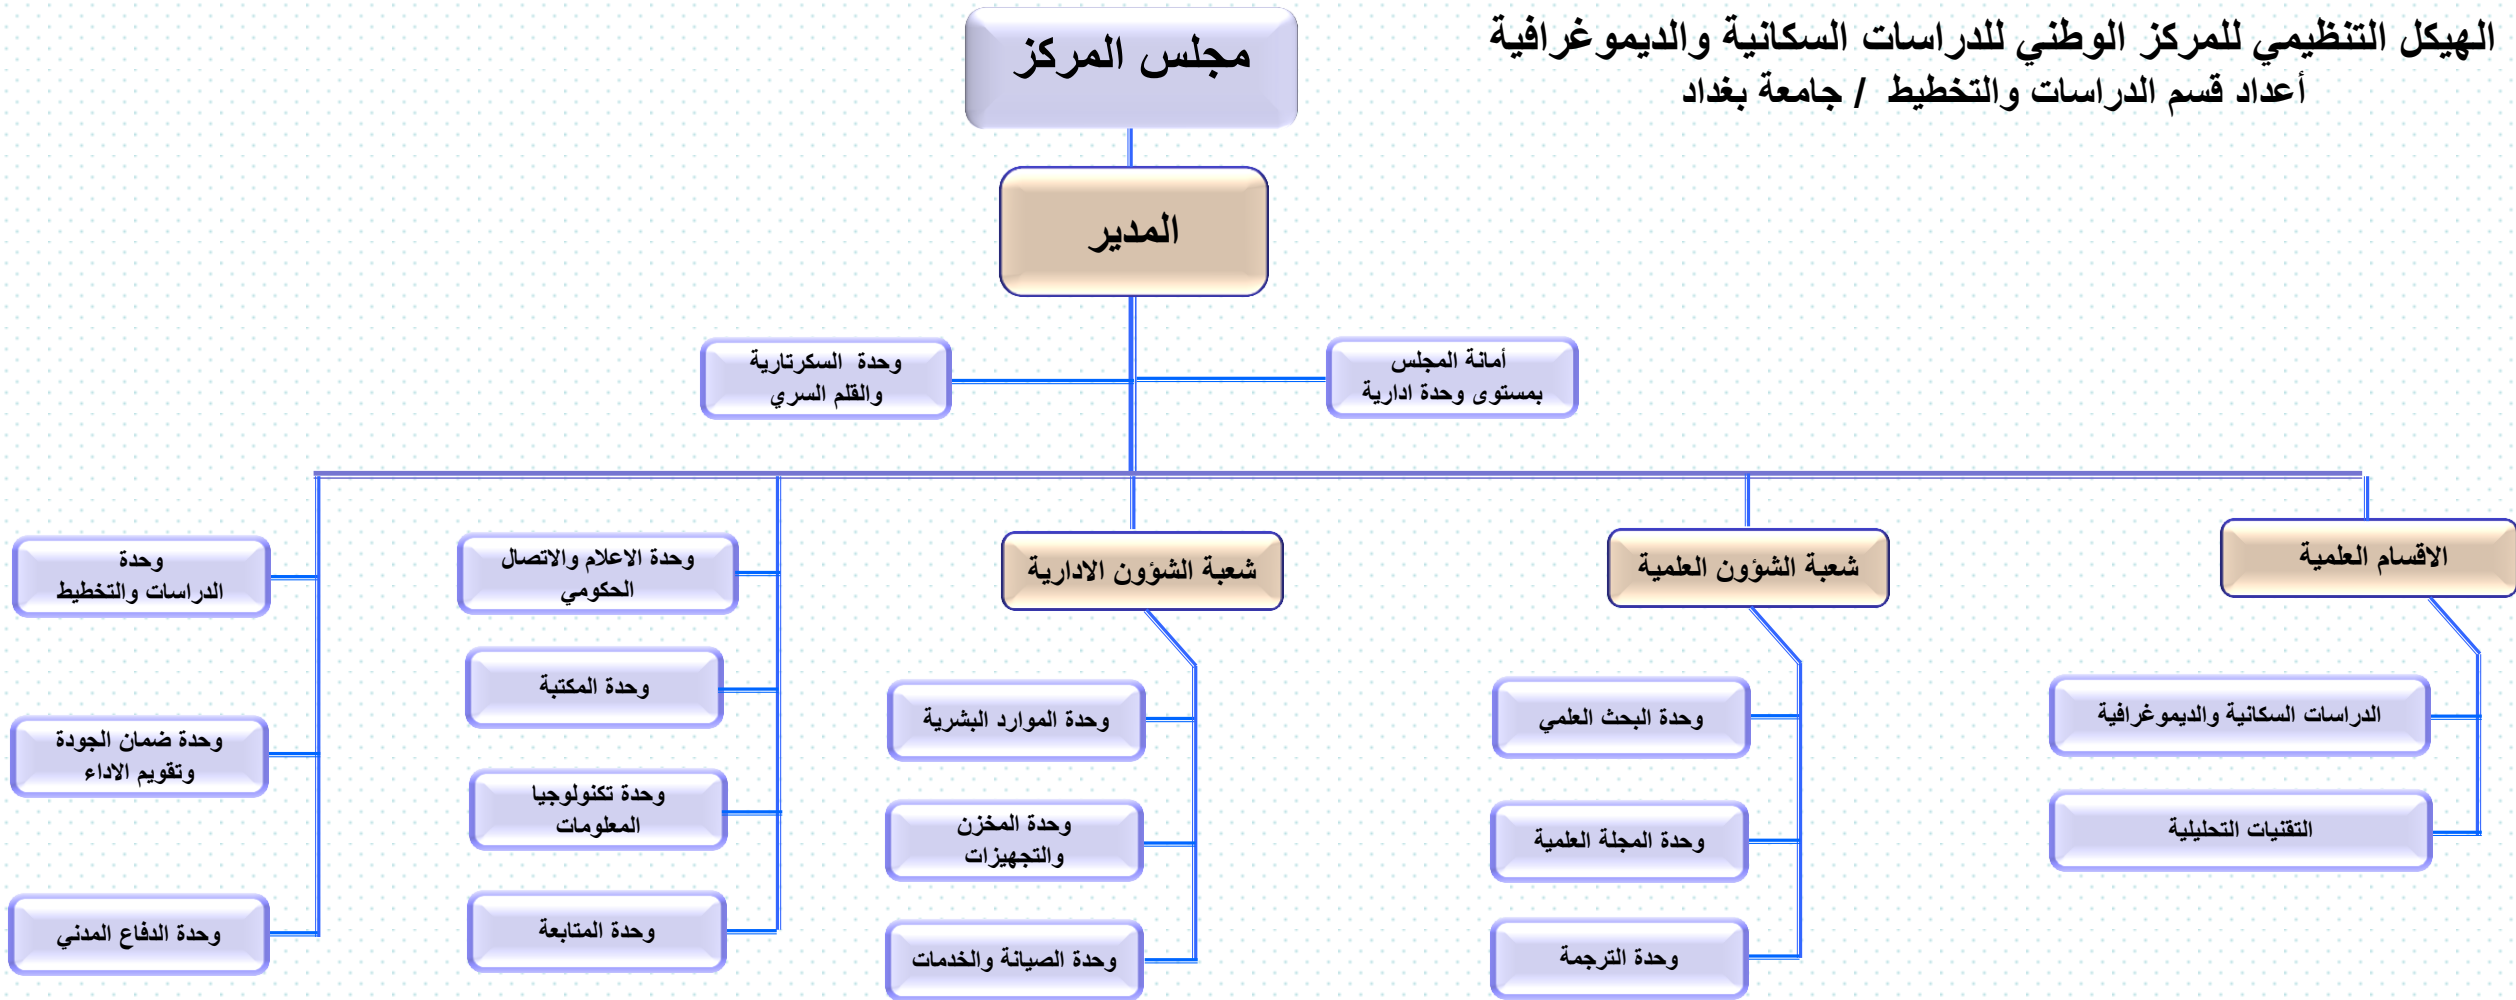 الهيكل التنظيمي للمركز الوطني للدراسات السكانية والديموغرافية
أعداد قسم الدراسات والتخطيط / جامعة بغداد
مجلس المركز
المدير
أمانة المجلس
بمستوى وحدة ادارية
وحدة السكرتارية
والقلم السري
الاقسام العلمية
الدراسات السكانية والديموغرافية
التقنيات التحليلية
شعبة الشؤون العلمية
وحدة البحث العلمي
وحدة المجلة العلمية
وحدة الترجمة
شعبة الشؤون الادارية
وحدة الموارد البشرية
وحدة المخزن
والتجهيزات
وحدة الصيانة والخدمات
وحدة الاعلام والاتصال
الحكومي
وحدة المكتبة
وحدة تكنولوجيا
المعلومات
وحدة المتابعة
وحدة
الدراسات والتخطيط
وحدة ضمان الجودة
وتقويم الاداء
وحدة الدفاع المدني